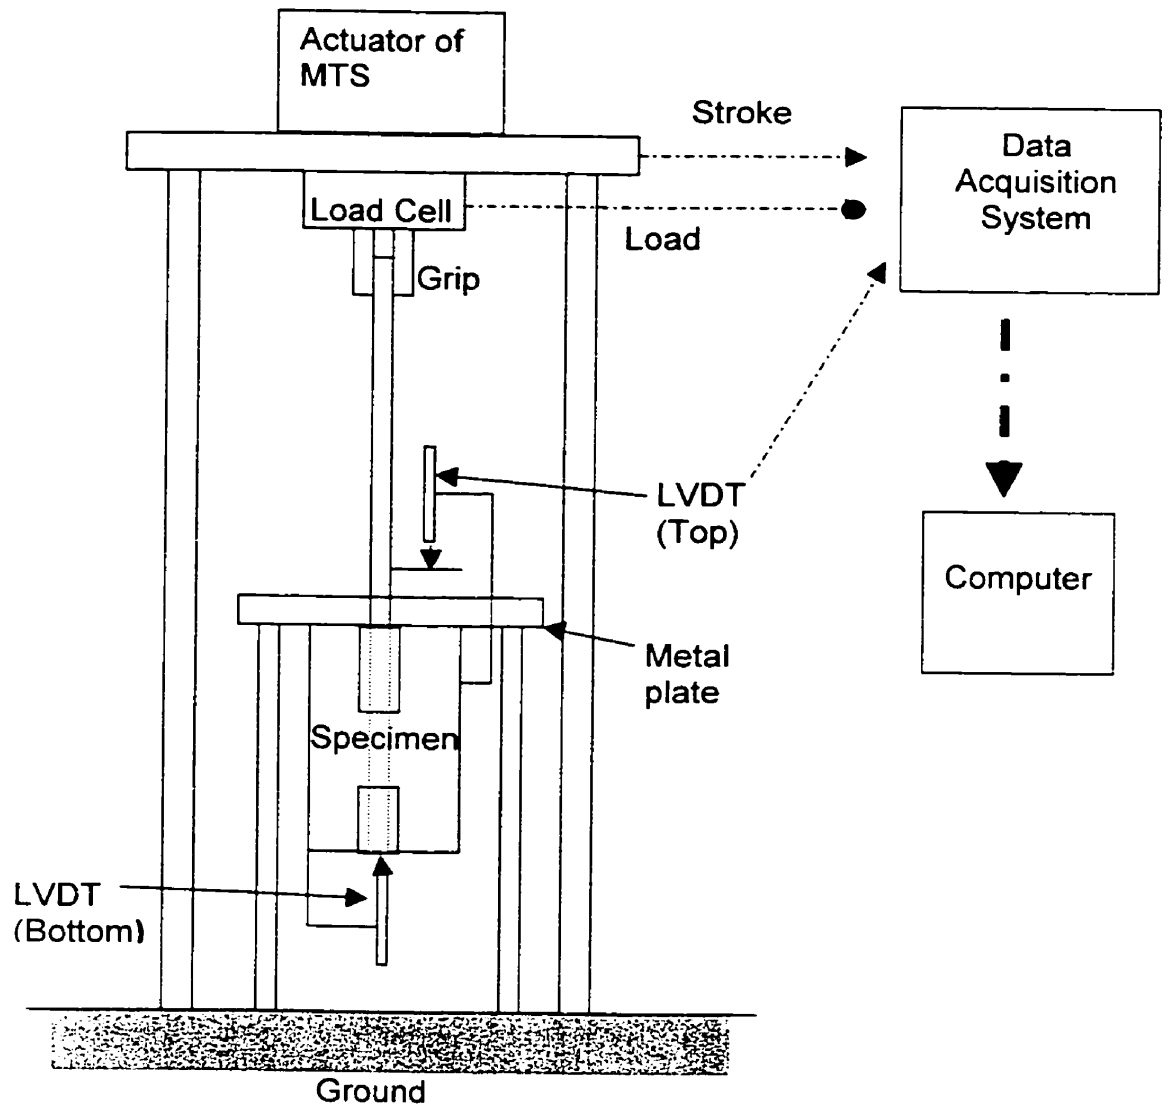 Actuator of
MTS
Stroke
Data
Acquisition
System
Load Cell
Load
Grip
LVDT
(Top)
Computer
Metal
plate
Specimen
LVDT
(Bottom)
Ground